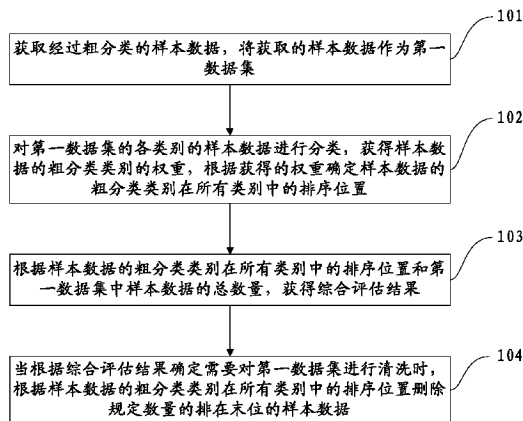 101
获取经过粗分类的样本数据，将获取的样本数据作为第一
数据集
102
对第一数据集的各类别的样本数据进行分类，获得样本数
据的粗分类类别的权重，根据获得的权重确定样本数据的
粗分类类别在所有类别中的排序位置
103
根据样本数据的粗分类类别在所有类别中的排序位置和第
一数据集中样本数据的总数量，获得综合评估结果
104
当根据综合评估结果确定需要对第一数据集进行清洗时，
根据样本数据的粗分类类别在所有类别中的排序位置删除
规定数量的排在末位的样本数据